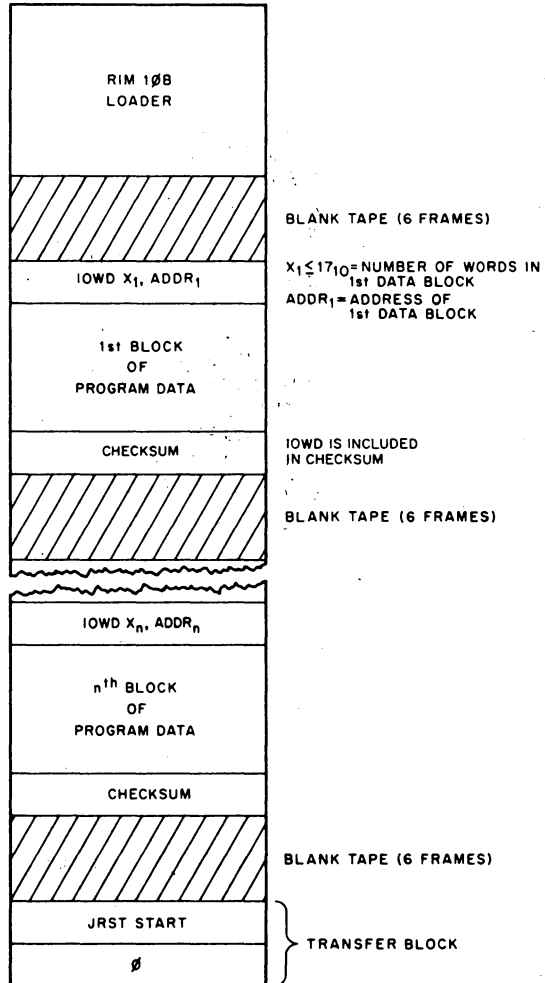 RIM 1ØB
LOADER
BLANK TAPE (6 FRAMES)
IOWD X₁, ADDR₁
X₁ ≤ 17₁₀ = NUMBER OF WORDS IN
1st DATA BLOCK
ADDR₁ = ADDRESS OF
1st DATA BLOCK
1st BLOCK
OF
PROGRAM DATA
CHECKSUM
IOWD IS INCLUDED
IN CHECKSUM
BLANK TAPE (6 FRAMES)
IOWD Xₙ, ADDRₙ
nᵗʰ BLOCK
OF
PROGRAM DATA
CHECKSUM
BLANK TAPE (6 FRAMES)
JRST START
Ø
TRANSFER BLOCK